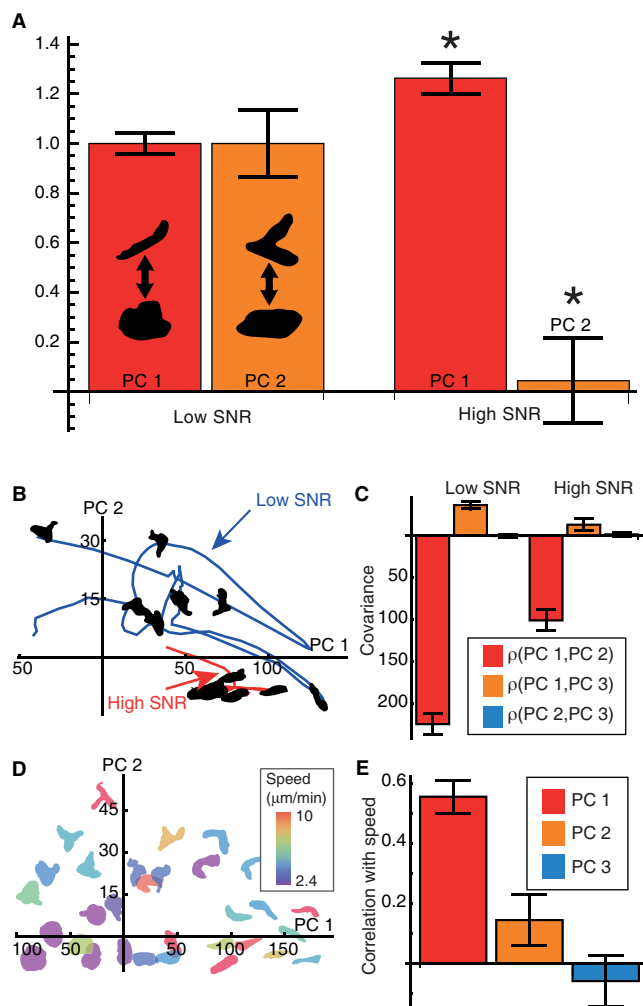 A
1.4
1.2
1.0
0.8
0.6
0.4
0.2
*
*
PC 1
PC 2
PC 1
PC 2
Low SNR
High SNR
B
PC 2
Low SNR
30
15
PC 1
50
50
100
High SNR
C
Low SNR
High SNR
Covariance
50
100
150
200
ρ(PC 1,PC 2)
ρ(PC 1,PC 3)
ρ(PC 2,PC 3)
D
PC 2
Speed
(μm/min)
10
2.4
45
35
15
PC 1
100
50
50
100
150
E
Correlation with speed
0.6
0.2
PC 1
PC 2
PC 3